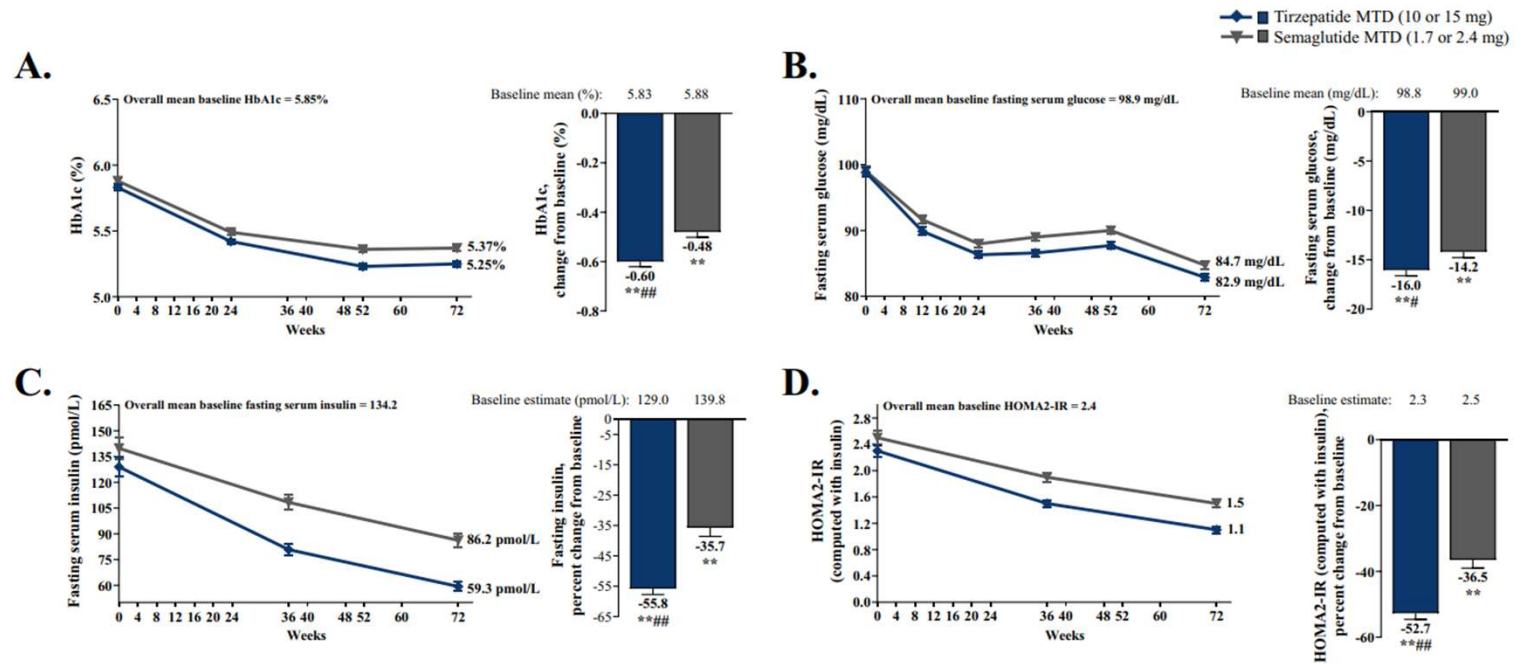 Tirzepatide MTD (10 or 15 mg)
Semaglutide MTD (1.7 or 2.4 mg)
A.
Overall mean baseline HbA1c = 5.85%
HbA1c (%)
6.5
6.0
5.5
5.0
5.37%
5.25%
0 4 8 12 16 20 24 36 40 48 52 60 72
Weeks
Baseline mean (%): 5.83 5.88
HbA1c,
change from baseline (%)
0.0
-0.2
-0.4
-0.6
-0.8
-0.60
**##
-0.48
**
B.
Overall mean baseline fasting serum glucose = 98.9 mg/dL
Fasting serum glucose (mg/dL)
110
100
90
80
84.7 mg/dL
82.9 mg/dL
0 4 8 12 16 20 24 36 40 48 52 60 72
Weeks
Baseline mean (mg/dL): 98.8 99.0
Fasting serum glucose,
change from baseline (mg/dL)
0
-5
-10
-15
-20
-16.0
**#
-14.2
**
C.
Overall mean baseline fasting serum insulin = 134.2
Fasting serum insulin (pmol/L)
165
150
135
120
105
90
75
60
86.2 pmol/L
59.3 pmol/L
0 4 8 12 16 20 24 36 40 48 52 60 72
Weeks
Baseline estimate (pmol/L): 129.0 139.8
Fasting insulin,
percent change from baseline
0
-5
-15
-25
-35
-45
-55
-65
-55.8
**##
-35.7
**
D.
Overall mean baseline HOMA2-IR = 2.4
HOMA2-IR
(computed with insulin)
2.8
2.4
2.0
1.6
1.2
0.8
0.4
0.0
1.5
1.1
0 4 8 12 16 20 24 36 40 48 52 60 72
Weeks
Baseline estimate: 2.3 2.5
HOMA2-IR (computed with insulin),
percent change from baseline
0
-20
-40
-60
-52.7
**##
-36.5
**